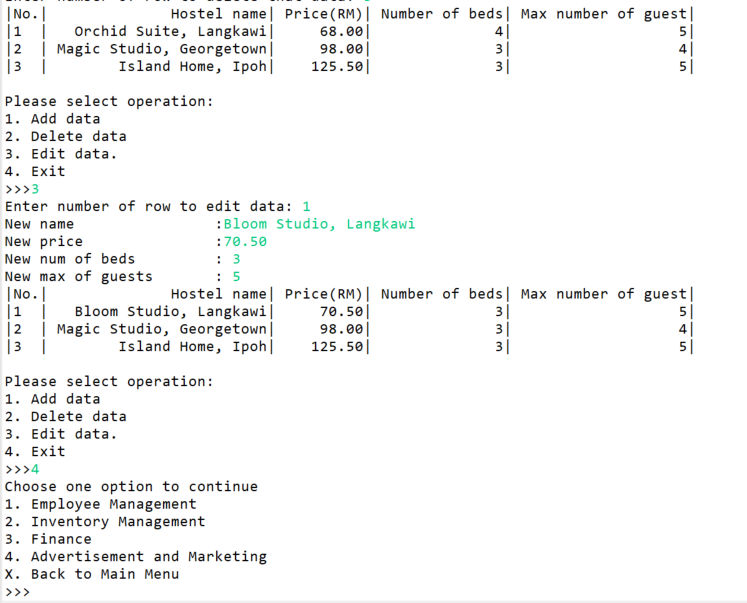 |No.|              Hostel name| Price(RM)| Number of beds| Max number of guest|
|1  |   Orchid Suite, Langkawi|     68.00|              4|                   5|
|2  | Magic Studio, Georgetown|     98.00|              3|                   4|
|3  |        Island Home, Ipoh|    125.50|              3|                   5|
Please select operation:
1. Add data
2. Delete data
3. Edit data.
4. Exit
>>>3
Enter number of row to edit data: 1
New name                :Bloom Studio, Langkawi
New price               :70.50
New num of beds         : 3
New max of guests       : 5
|No.|              Hostel name| Price(RM)| Number of beds| Max number of guest|
|1  |   Bloom Studio, Langkawi|     70.50|              3|                   5|
|2  | Magic Studio, Georgetown|     98.00|              3|                   4|
|3  |        Island Home, Ipoh|    125.50|              3|                   5|
Please select operation:
1. Add data
2. Delete data
3. Edit data.
4. Exit
>>>4
Choose one option to continue
1. Employee Management
2. Inventory Management
3. Finance
4. Advertisement and Marketing
X. Back to Main Menu
>>>